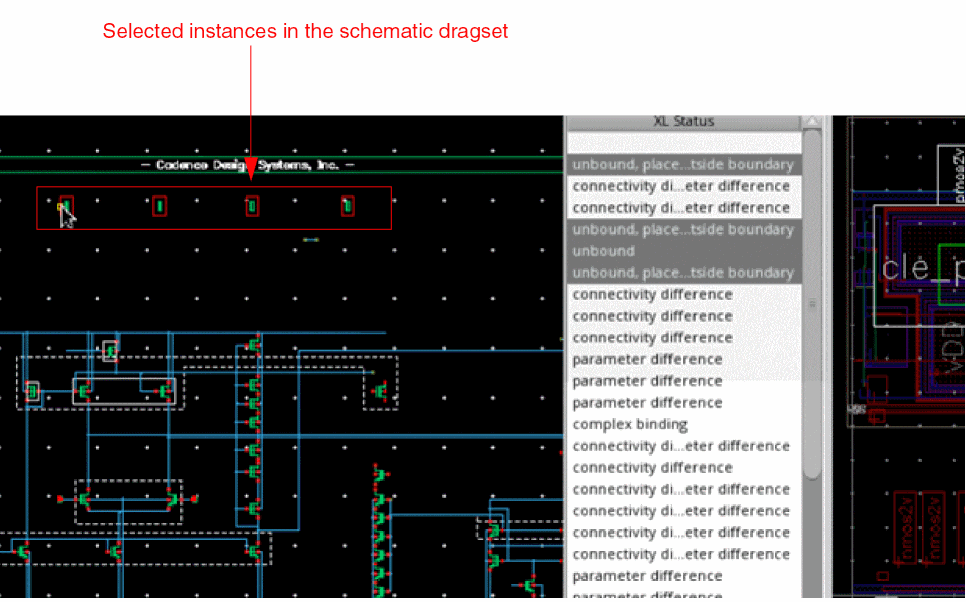 Selected instances in the schematic dragset
XL Status
— Cadence Design Systems, Inc. —
unbound, place...tside boundary
connectivity di...eter difference
connectivity di...eter difference
unbound, place...tside boundary
unbound
unbound, place...tside boundary
connectivity difference
connectivity difference
connectivity difference
parameter difference
parameter difference
parameter difference
complex binding
connectivity di...eter difference
connectivity difference
connectivity di...eter difference
connectivity di...eter difference
connectivity di...eter difference
connectivity di...eter difference
parameter difference
parameter difference
pmos2v
cle_p
VDD
nmos2v
nmos2v